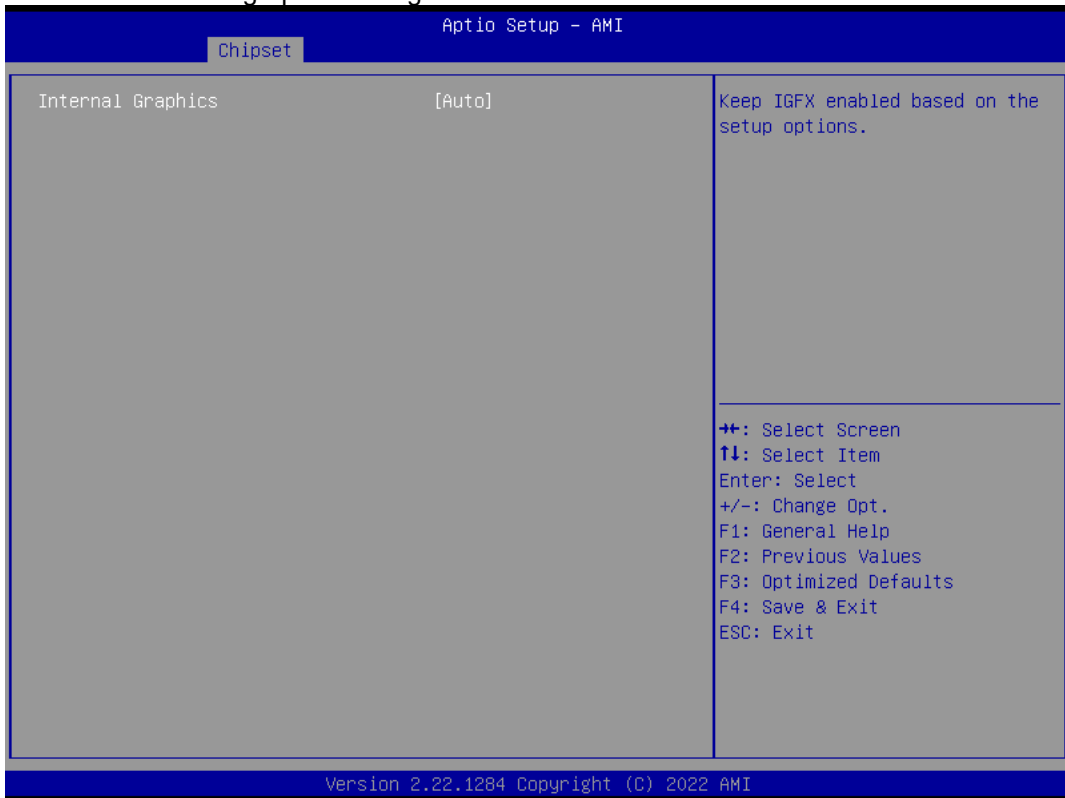 Aptio Setup – AMI
Chipset
Internal Graphics [Auto]
Keep IGFX enabled based on the
setup options.
→←: Select Screen
↑↓: Select Item
Enter: Select
+/-: Change Opt.
F1: General Help
F2: Previous Values
F3: Optimized Defaults
F4: Save & Exit
ESC: Exit
Version 2.22.1284 Copyright (C) 2022 AMI